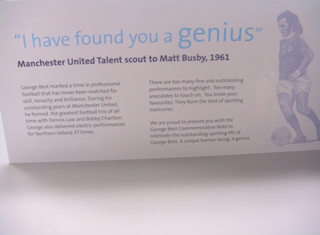 "I have found you a genius"
Manchester United Talent scout to Matt Busby, 1961
George Best marked a time in professional
football that has never been matched for
skill, tenacity and brilliance. During his
outstanding years at Manchester United,
he formed the greatest football trio of all
time with Dennis Law and Bobby Charlton.
George also delivered electric performances
for Northern Ireland 37 times.
There are too many fine and outstanding
performances to highlight. Too many
anecdotes to touch on. You know your
favourites. They form the best of sporting
memories.
We are proud to present you with the
George Best Commemorative Note to
celebrate the outstanding sporting life of
George Best. A unique human being. A genius